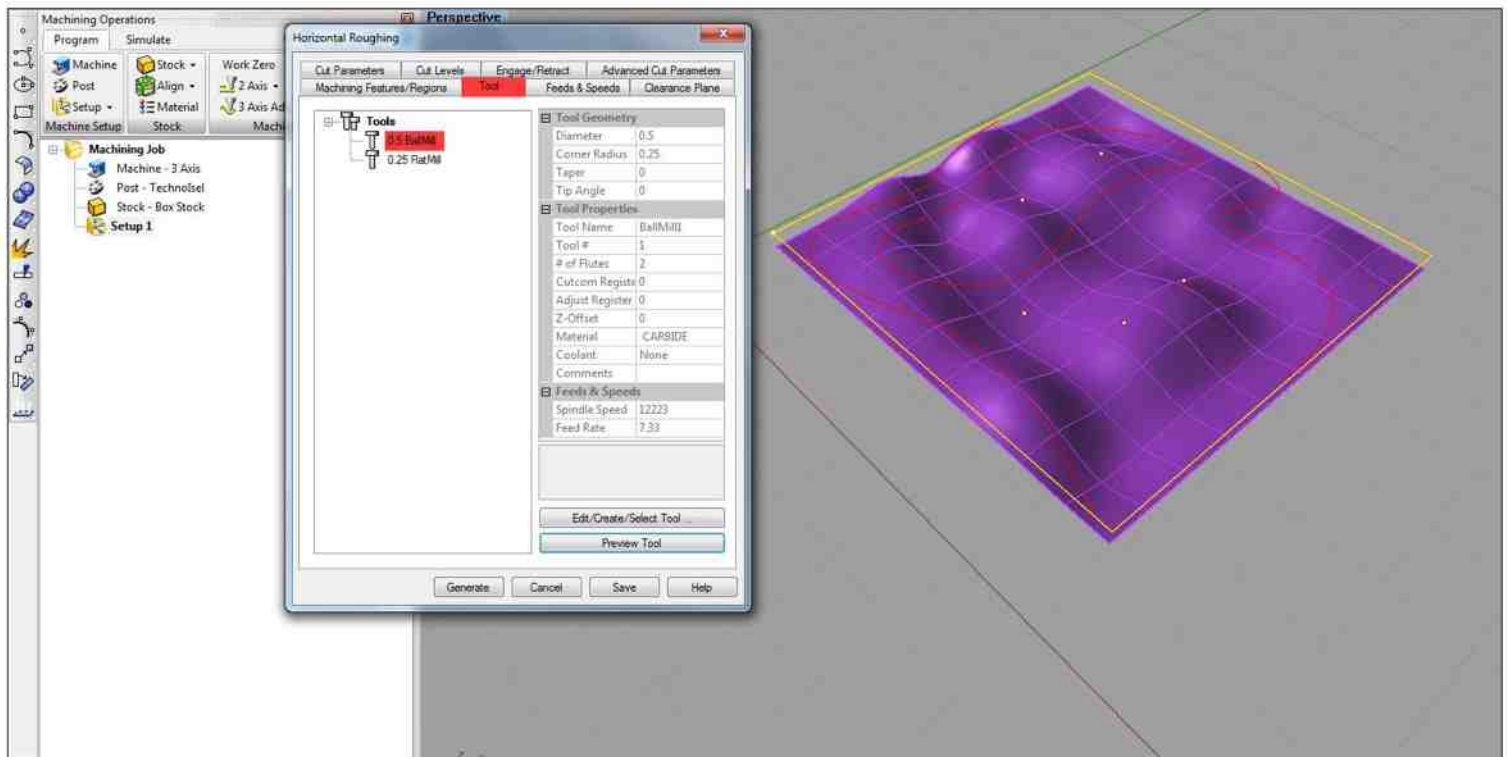 Machining Operations
Program Simulate
Machine Stock Work Zero
Post Align 2 Axis
Setup Material 3 Axis Ad
Machine Setup Stock Machi
Machining Job
Machine - 3 Axis
Post - TechnoIsel
Stock - Box Stock
Setup 1
Perspective
Horizontal Roughing
Cut Parameters Cut Levels Engage/Retract Advanced Cut Parameters
Machining Features/Regions Tool Feeds & Speeds Clearance Plane
Tools
0.5 BallMill
0.25 FlatMill
Tool Geometry
Diameter 0.5
Corner Radius 0.25
Taper 0
Tip Angle 0
Tool Properties
Tool Name BallMill1
Tool # 1
# of Flutes 2
Cutcom Registe 0
Adjust Register 0
Z-Offset 0
Material CARBIDE
Coolant None
Comments
Feeds & Speeds
Spindle Speed 12223
Feed Rate 7.33
Edit/Create/Select Tool ...
Preview Tool
Generate Cancel Save Help